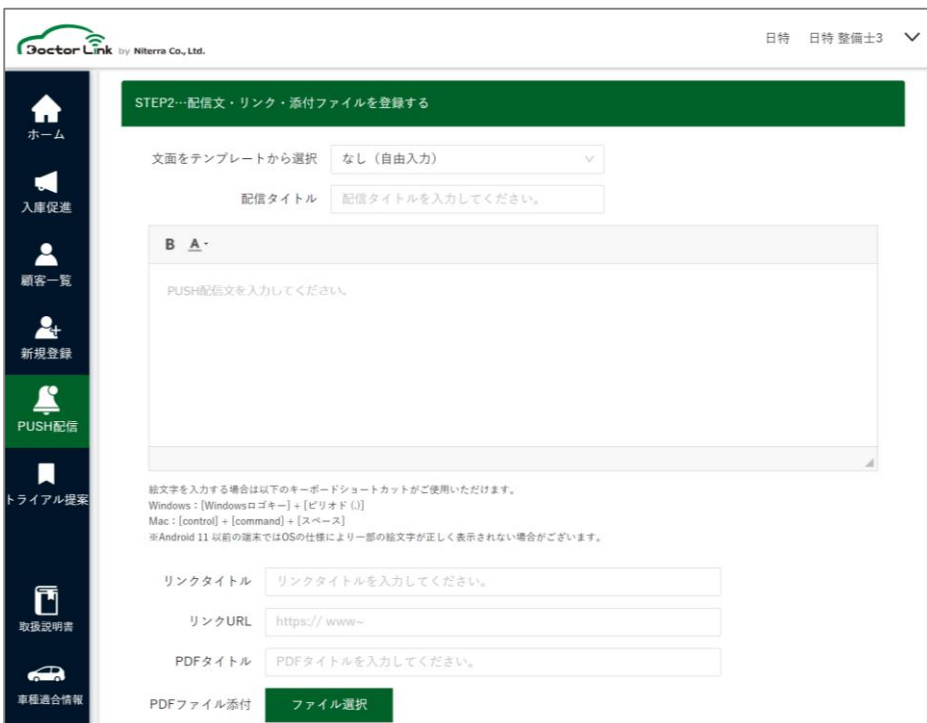 Doctor Link by Niterra Co., Ltd.
日特 日特 整備士3
ホーム
入庫促進
顧客一覧
新規登録
PUSH配信
トライアル提案
取扱説明書
車種適合情報
STEP2…配信文・リンク・添付ファイルを登録する
文面をテンプレートから選択 なし（自由入力）
配信タイトル 配信タイトルを入力してください。
B A
PUSH配信文を入力してください。
絵文字を入力する場合は以下のキーボードショートカットがご使用いただけます。
Windows：[Windowsロゴキー] + [ピリオド (.)]
Mac：[control] + [command] + [スペース]
※Android 11 以前の端末ではOSの仕様により一部の絵文字が正しく表示されない場合がございます。
リンクタイトル リンクタイトルを入力してください。
リンクURL https:// www~
PDFタイトル PDFタイトルを入力してください。
PDFファイル添付 ファイル選択